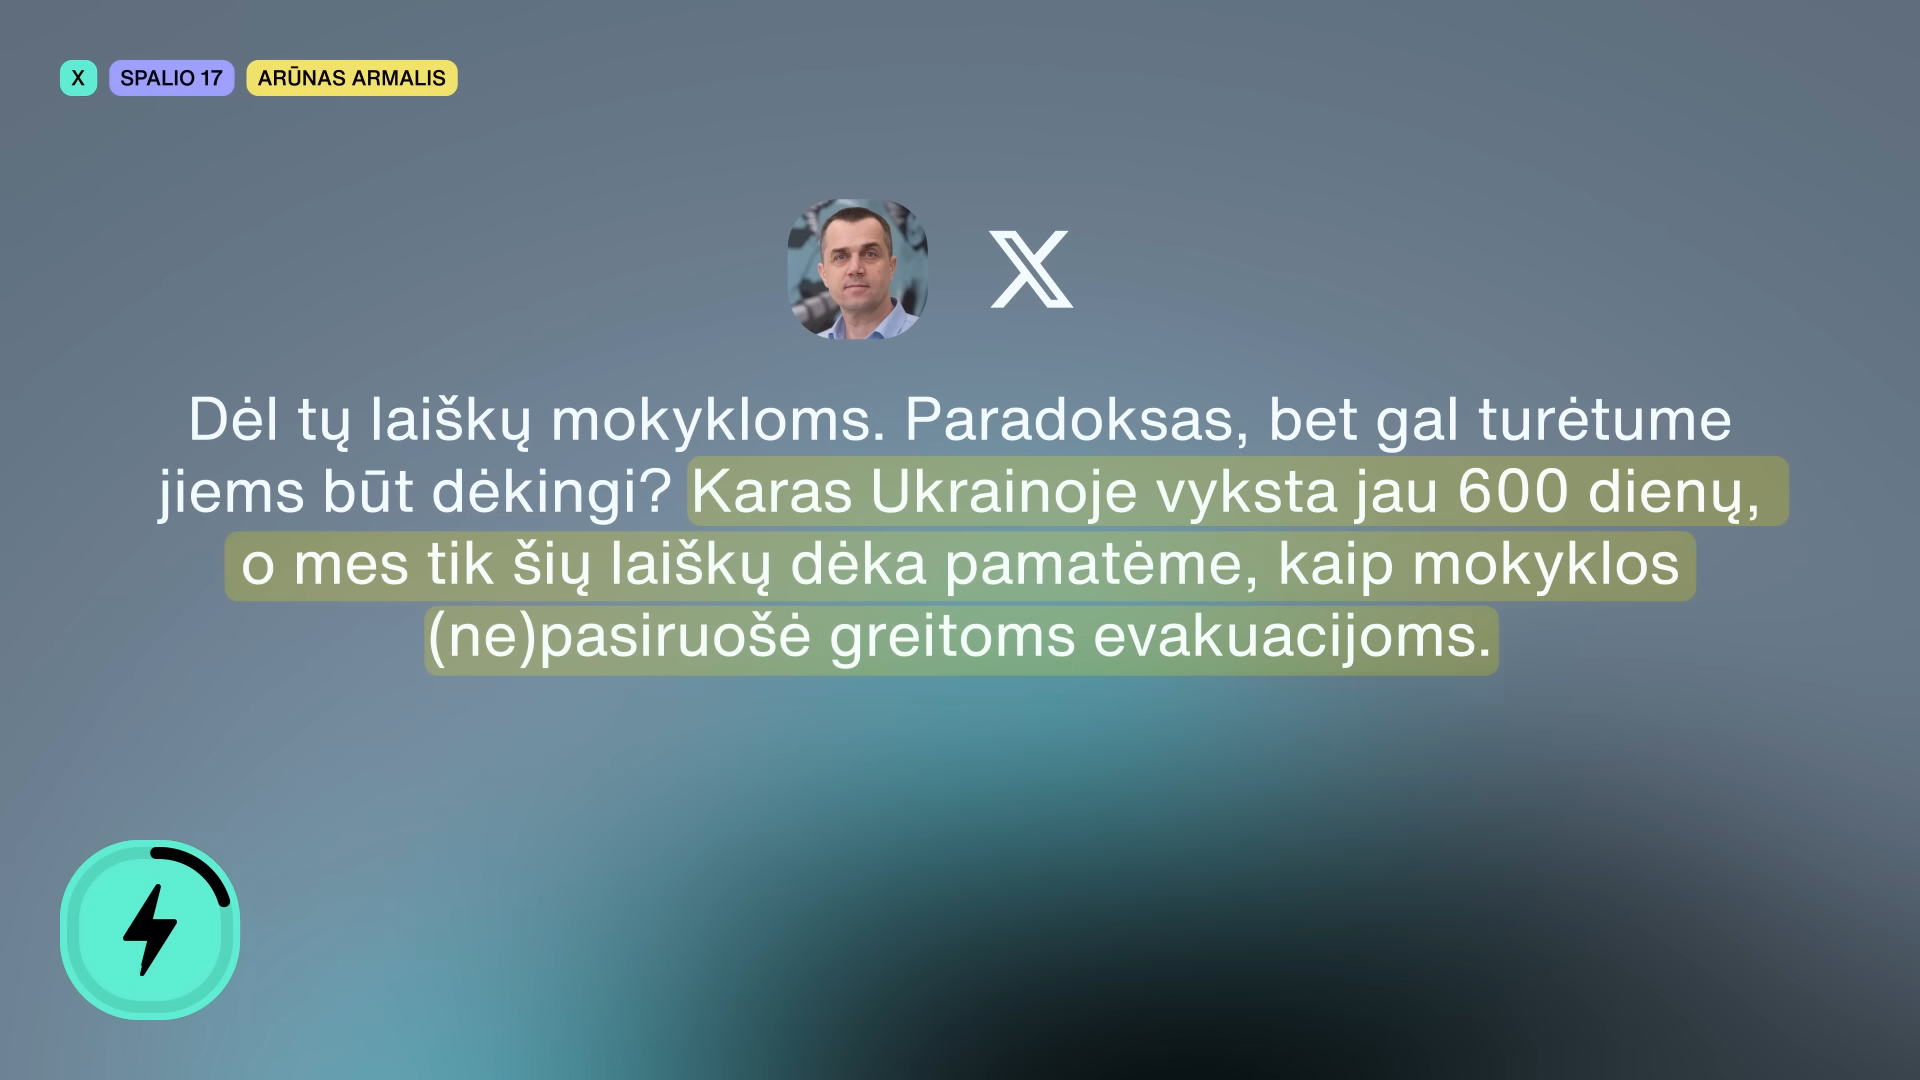 X SPALIO 17 ARŪNAS ARMALIS
Dėl tų laiškų mokykloms. Paradoksas, bet gal turėtume
jiems būt dėkingi? Karas Ukrainoje vyksta jau 600 dienų,
o mes tik šių laiškų dėka pamatėme, kaip mokyklos
(ne)pasiruošė greitoms evakuacijoms.